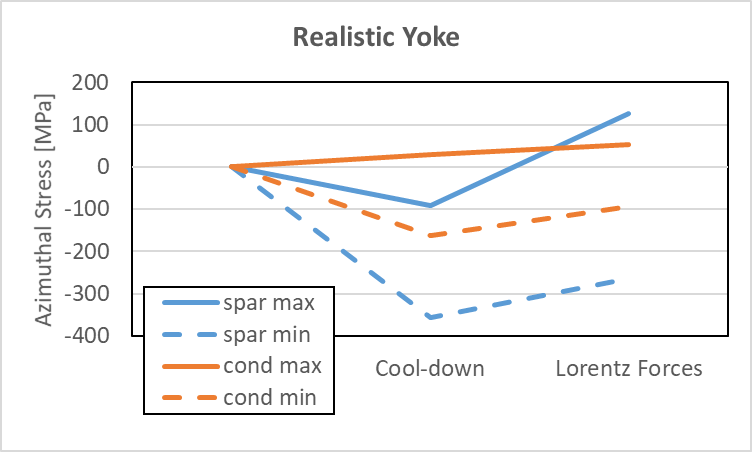 Realistic Yoke
Azimuthal Stress [MPa]
200
100
0
-100
-200
-300
-400
Cool-down
Lorentz Forces
spar max
spar min
cond max
cond min